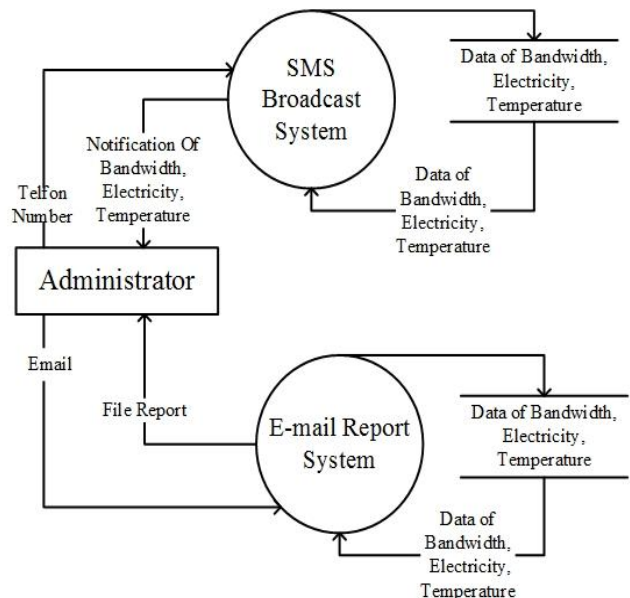 SMS
Broadcast
System
Data of Bandwidth,
Electricity,
Temperature
Notification Of
Bandwidth,
Electricity,
Temperature
Telfon
Number
Data of
Bandwidth,
Electricity,
Temperature
Administrator
Email
File Report
E-mail Report
System
Data of Bandwidth,
Electricity,
Temperature
Data of
Bandwidth,
Electricity,
Temperature